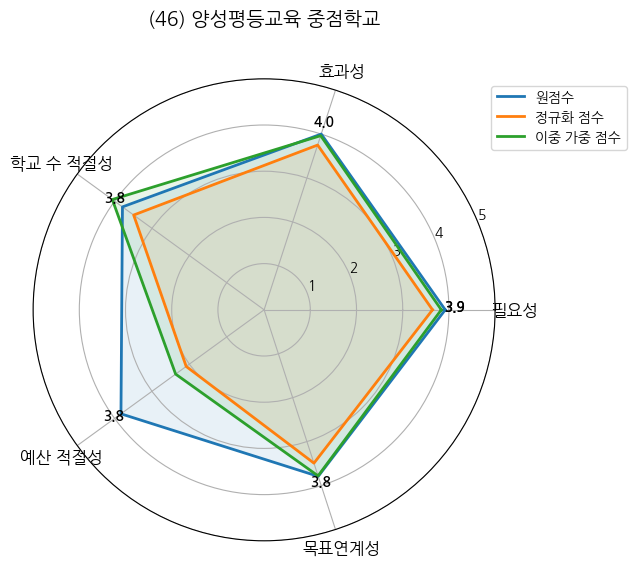 (46) 양성평등교육 중점학교
원점수
정규화 점수
이중 가중 점수
효과성
4.0
학교 수 적절성
3.8
5
4
3
2
1
3.9
필요성
3.8
예산 적절성
3.8
목표연계성